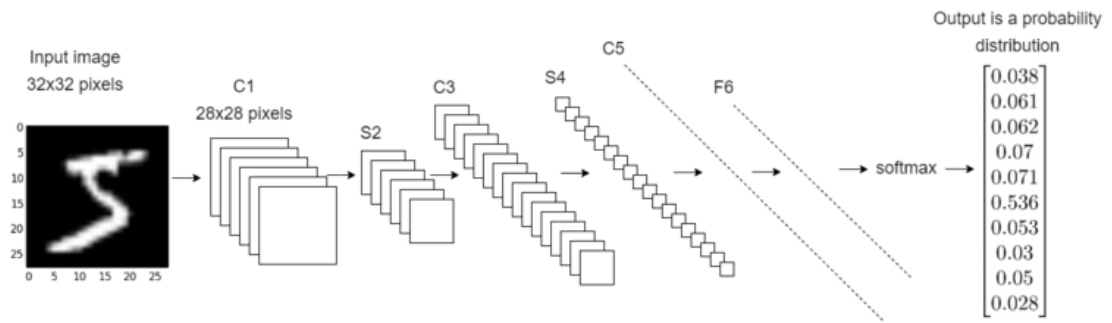 Input image
32x32 pixels
0
5
10
15
20
25
0 5 10 15 20 25
C1
28x28 pixels
S2
C3
S4
C5
F6
softmax
Output is a probability
distribution
0.038
0.061
0.062
0.07
0.071
0.536
0.053
0.03
0.05
0.028